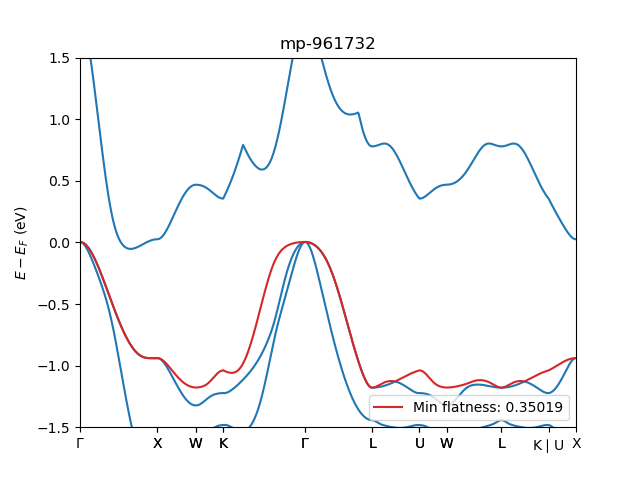 mp-961732
E − E_F (eV)
1.5
1.0
0.5
0.0
−0.5
−1.0
−1.5
Min flatness: 0.35019
Γ X W K Γ L U W L K | U X